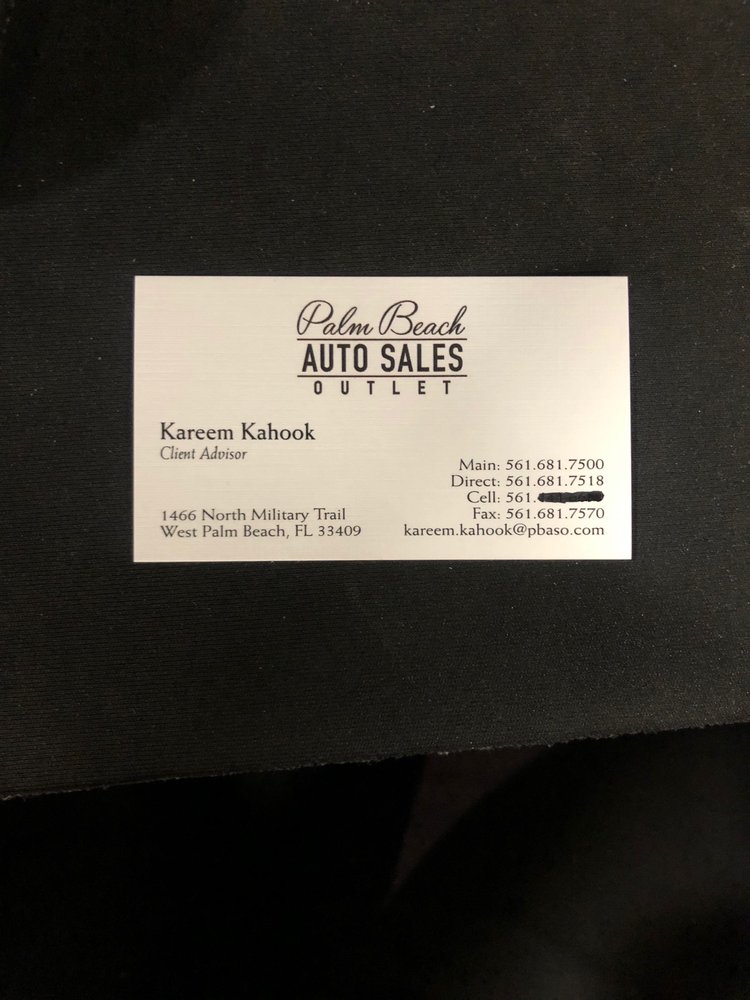 Palm Beach
AUTO SALES
OUTLET
Kareem Kahook
Client Advisor
1466 North Military Trail
West Palm Beach, FL 33409
Main: 561.681.7500
Direct: 561.681.7518
Cell: 561.
Fax: 561.681.7570
kareem.kahook@pbaso.com